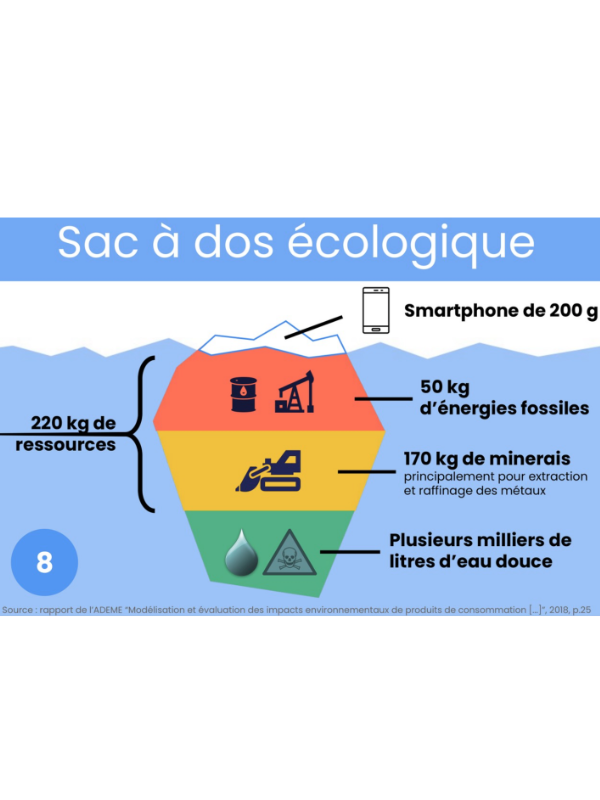 Sac à dos écologique
Smartphone de 200 g
50 kg
d’énergies fossiles
220 kg de
ressources
170 kg de minerais
principalement pour extraction
et raffinage des métaux
Plusieurs milliers de
litres d’eau douce
8
Source : rapport de l’ADEME “Modélisation et évaluation des impacts environnementaux de produits de consommation [...]”, 2018, p.25